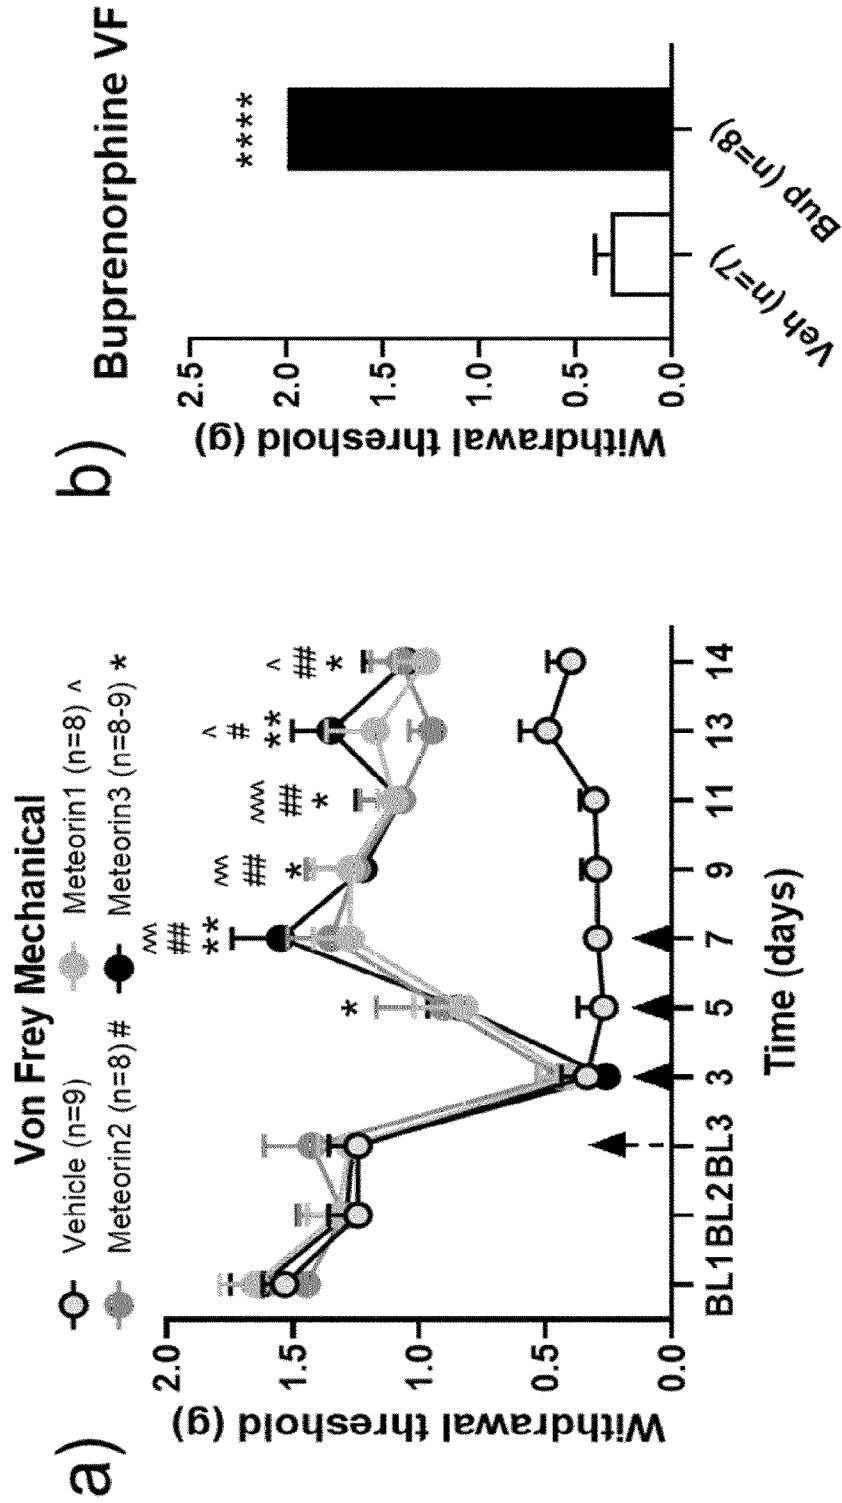 a)
Von Frey Mechanical
Vehicle (n=9)
Meteorin1 (n=8) ^
Meteorin2 (n=8) #
Meteorin3 (n=8-9) *
Withdrawal threshold (g)
2.0
1.5
1.0
0.5
0.0
*
^^^
##
**
^^^
##
*
^^^
##
*
^
#
**
^
##
*
BL1 BL2 BL3 3 5 7 9 11 13 14
Time (days)
b)
Buprenorphine VF
Withdrawal threshold (g)
2.5
2.0
1.5
1.0
0.5
0.0
****
Veh (n=7)
Bup (n=8)